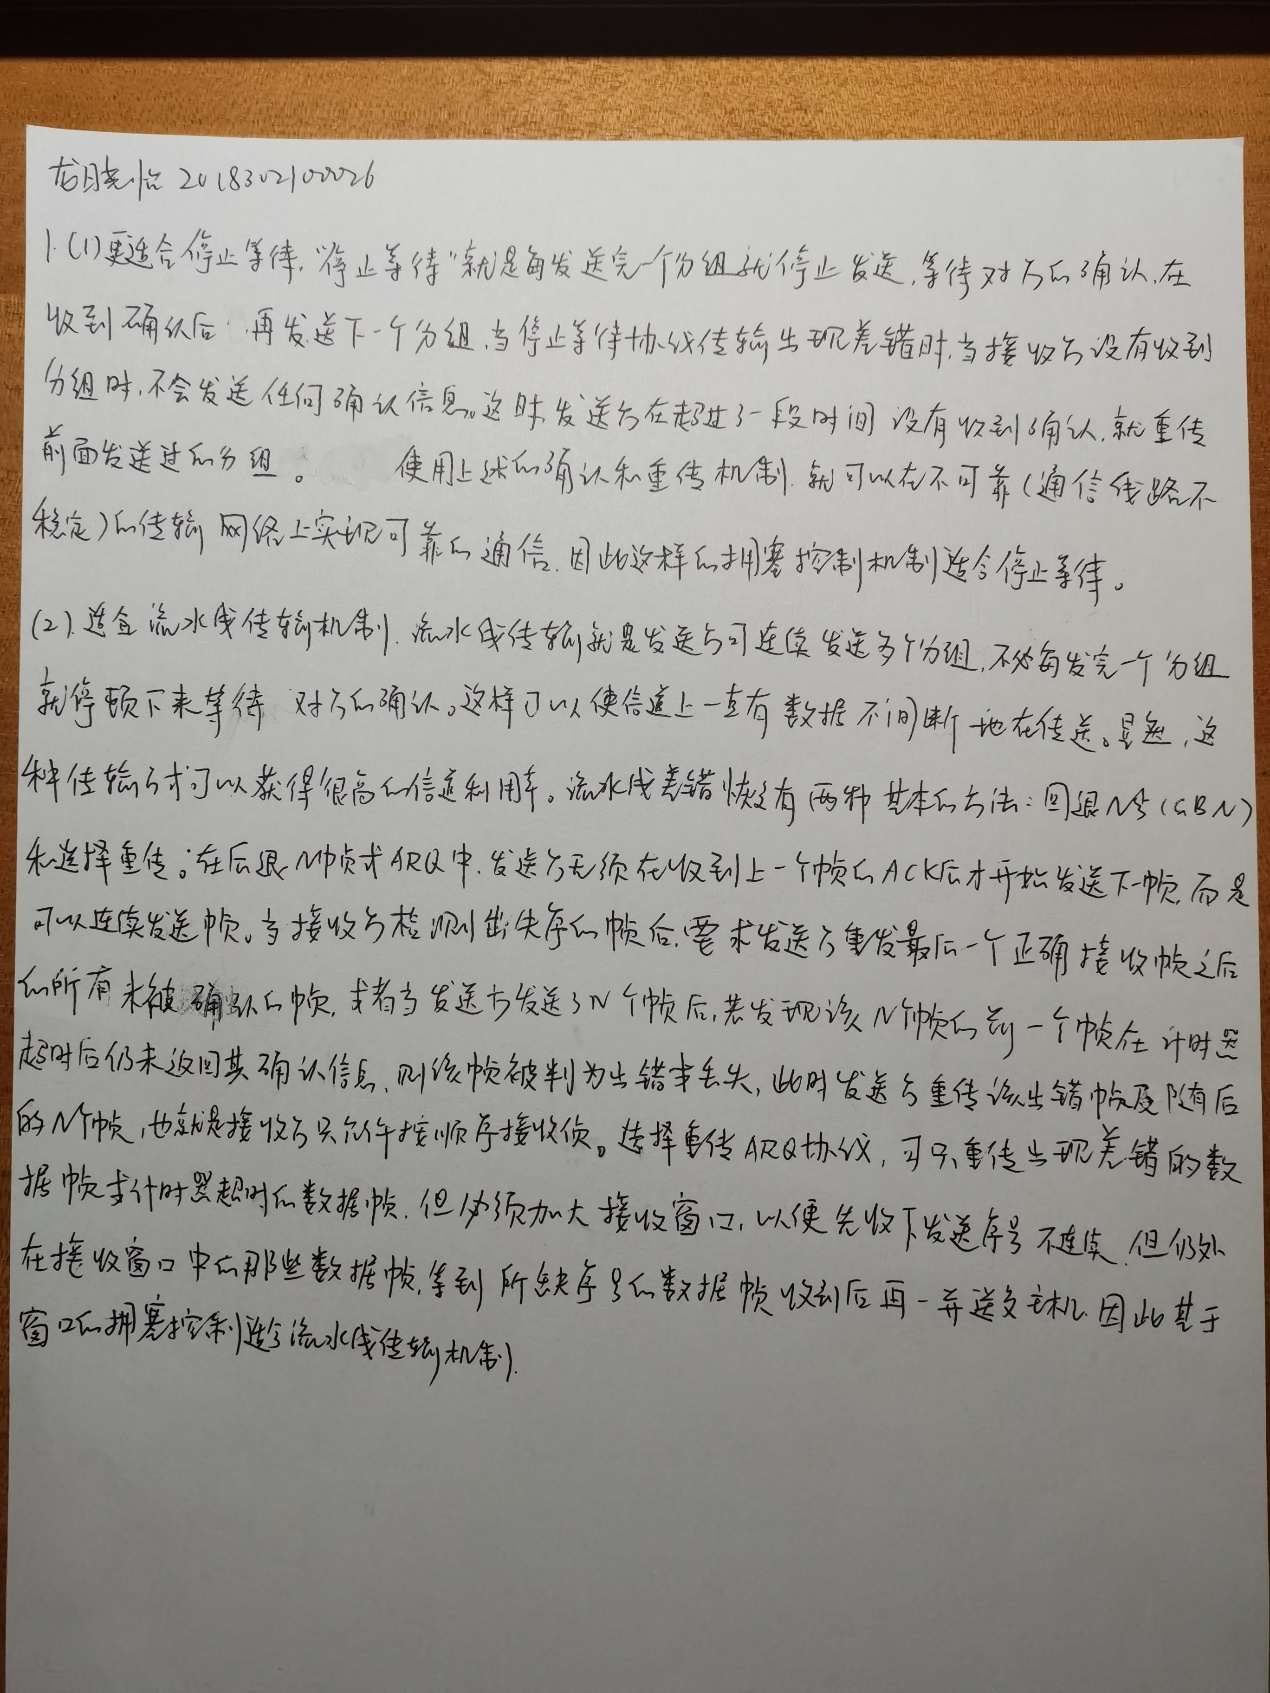 龙晓怡 2018302100026
1.(1)更适合停止等待,“停止等待”就是每发送完一个分组就停止发送,等待对方的确认,在
收到确认后,再发送下一个分组,当停止等待协议传输出现差错时,当接收方没有收到
分组时,不会发送任何确认信息。这时发送方在超过了一段时间没有收到确认,就重传
前面发送过的分组。 使用上述的确认和重传机制,就可以在不可靠(通信线路不
稳定)的传输网络上实现可靠的通信,因此这样的拥塞控制机制适合停止等待。
(2).适宜流水线传输机制.流水线传输就是发送方可连续发送多个分组,不必每发完一个分组
就停顿下来等待对方的确认。这样可以使信道上一直有数据不间断地在传送。显然,这
种传输方式可以获得很高的信道利用率。流水线差错恢复有两种基本的方法:回退N步(GBN)
和选择重传。在后退N帧式ARQ中,发送方无须在收到上一个帧的ACK后才开始发送下一帧,而是
可以连续发送帧。当接收方检测出失序的帧后,要求发送方重发最后一个正确接收帧之后
的所有未被确认的帧,或者当发送方发送了N个帧后,若发现该N个帧的前一个帧在计时器
超时后仍未返回其确认信息,则该帧被判为出错或丢失,此时发送方重传该出错帧及随后
的N个帧,也就是接收方只允许按顺序接收帧。选择重传ARQ协议,可只重传出现差错的数
据帧或计时器超时的数据帧.但必须加大接收窗口,以便先收下发送序号不连续,但仍处
在接收窗口中的那些数据帧,等到所缺序号的数据帧收到后再一并送交主机.因此基于
窗口的拥塞控制适合流水线传输机制.